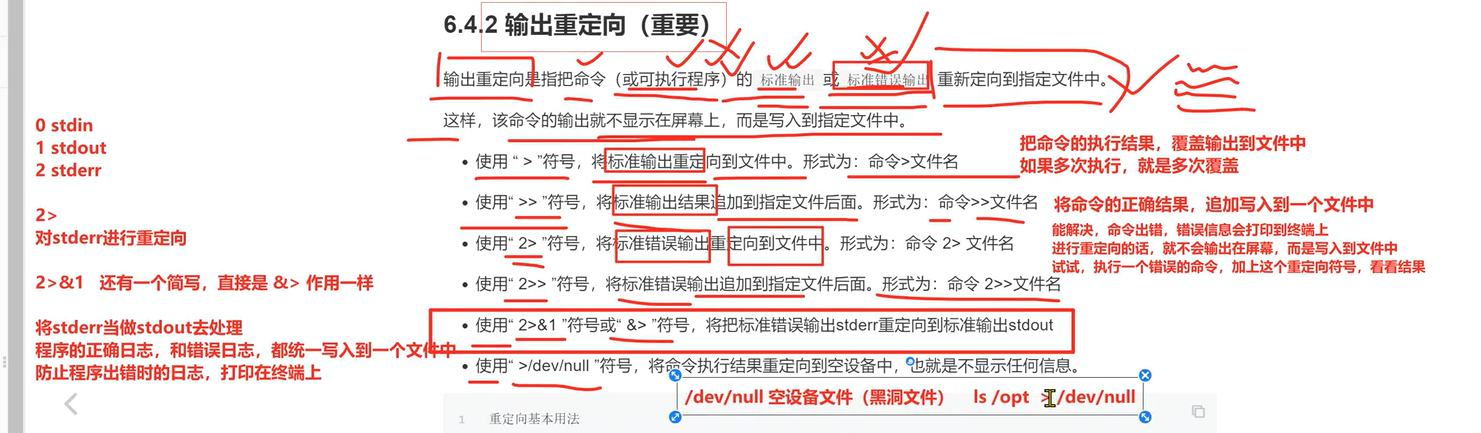 6.4.2 输出重定向（重要）
输出重定向是指把命令（或可执行程序）的 标准输出 或 标准错误输出 重新定向到指定文件中。
这样，该命令的输出就不显示在屏幕上，而是写入到指定文件中。
• 使用“ > ”符号，将标准输出重定向到文件中。形式为：命令>文件名
• 使用“ >> ”符号，将标准输出结果追加到指定文件后面。形式为：命令>>文件名
• 使用“ 2> ”符号，将标准错误输出重定向到文件中。形式为：命令 2> 文件名
• 使用“ 2>> ”符号，将标准错误输出追加到指定文件后面。形式为：命令 2>>文件名
• 使用“ 2>&1 ”符号或“ &> ”符号，将把标准错误输出stderr重定向到标准输出stdout
• 使用“ >/dev/null ”符号，将命令执行结果重定向到空设备中，也就是不显示任何信息。
0 stdin
1 stdout
2 stderr
2>
对stderr进行重定向
2>&1 还有一个简写，直接是 &> 作用一样
将stderr当做stdout去处理
程序的正确日志，和错误日志，都统一写入到一个文件中
防止程序出错时的日志，打印在终端上
把命令的执行结果，覆盖输出到文件中
如果多次执行，就是多次覆盖
将命令的正确结果，追加写入到一个文件中
能解决，命令出错，错误信息会打印到终端上
进行重定向的话，就不会输出在屏幕，而是写入到文件中
试试，执行一个错误的命令，加上这个重定向符号，看看结果
/dev/null 空设备文件（黑洞文件） ls /opt > /dev/null
1 重定向基本用法